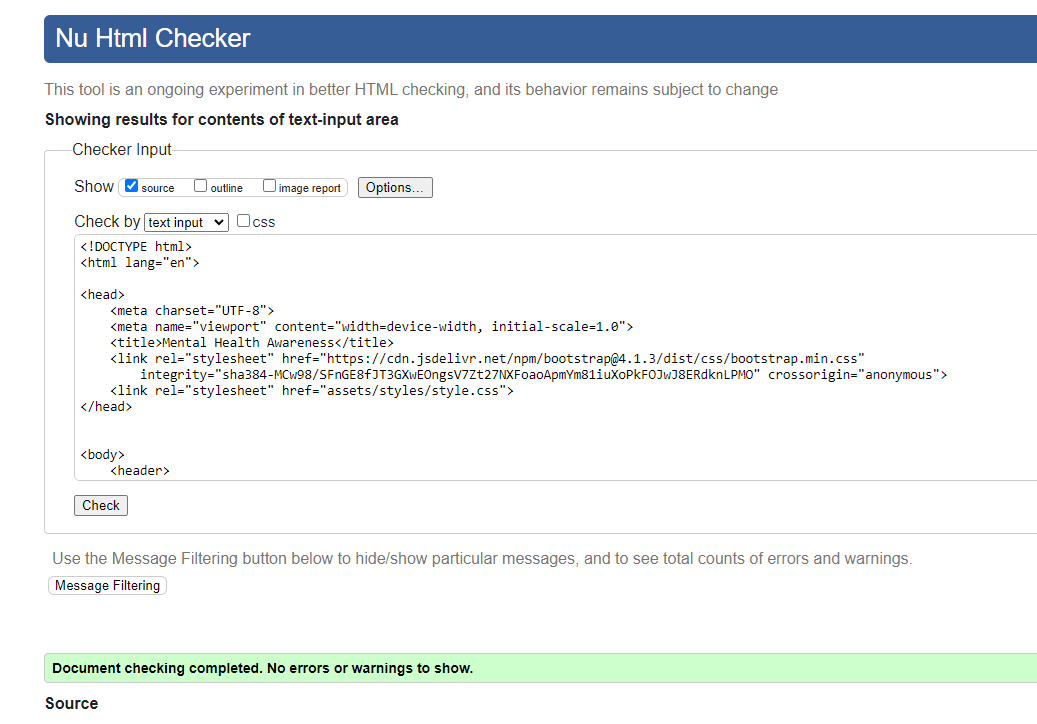 Nu Html Checker
This tool is an ongoing experiment in better HTML checking, and its behavior remains subject to change
Showing results for contents of text-input area
Checker Input
Show source outline image report Options...
Check by text input css
<!DOCTYPE html>
<html lang="en">
<head>
<meta charset="UTF-8">
<meta name="viewport" content="width=device-width, initial-scale=1.0">
<title>Mental Health Awareness</title>
<link rel="stylesheet" href="https://cdn.jsdelivr.net/npm/bootstrap@4.1.3/dist/css/bootstrap.min.css"
integrity="sha384-MCw98/SFnGE8fJT3GXwEOngsV7Zt27NXFoaoApmYm81iuXoPkFOJwJ8ERdknLPMO" crossorigin="anonymous">
<link rel="stylesheet" href="assets/styles/style.css">
</head>
<body>
<header>
Check
Use the Message Filtering button below to hide/show particular messages, and to see total counts of errors and warnings.
Message Filtering
Document checking completed. No errors or warnings to show.
Source